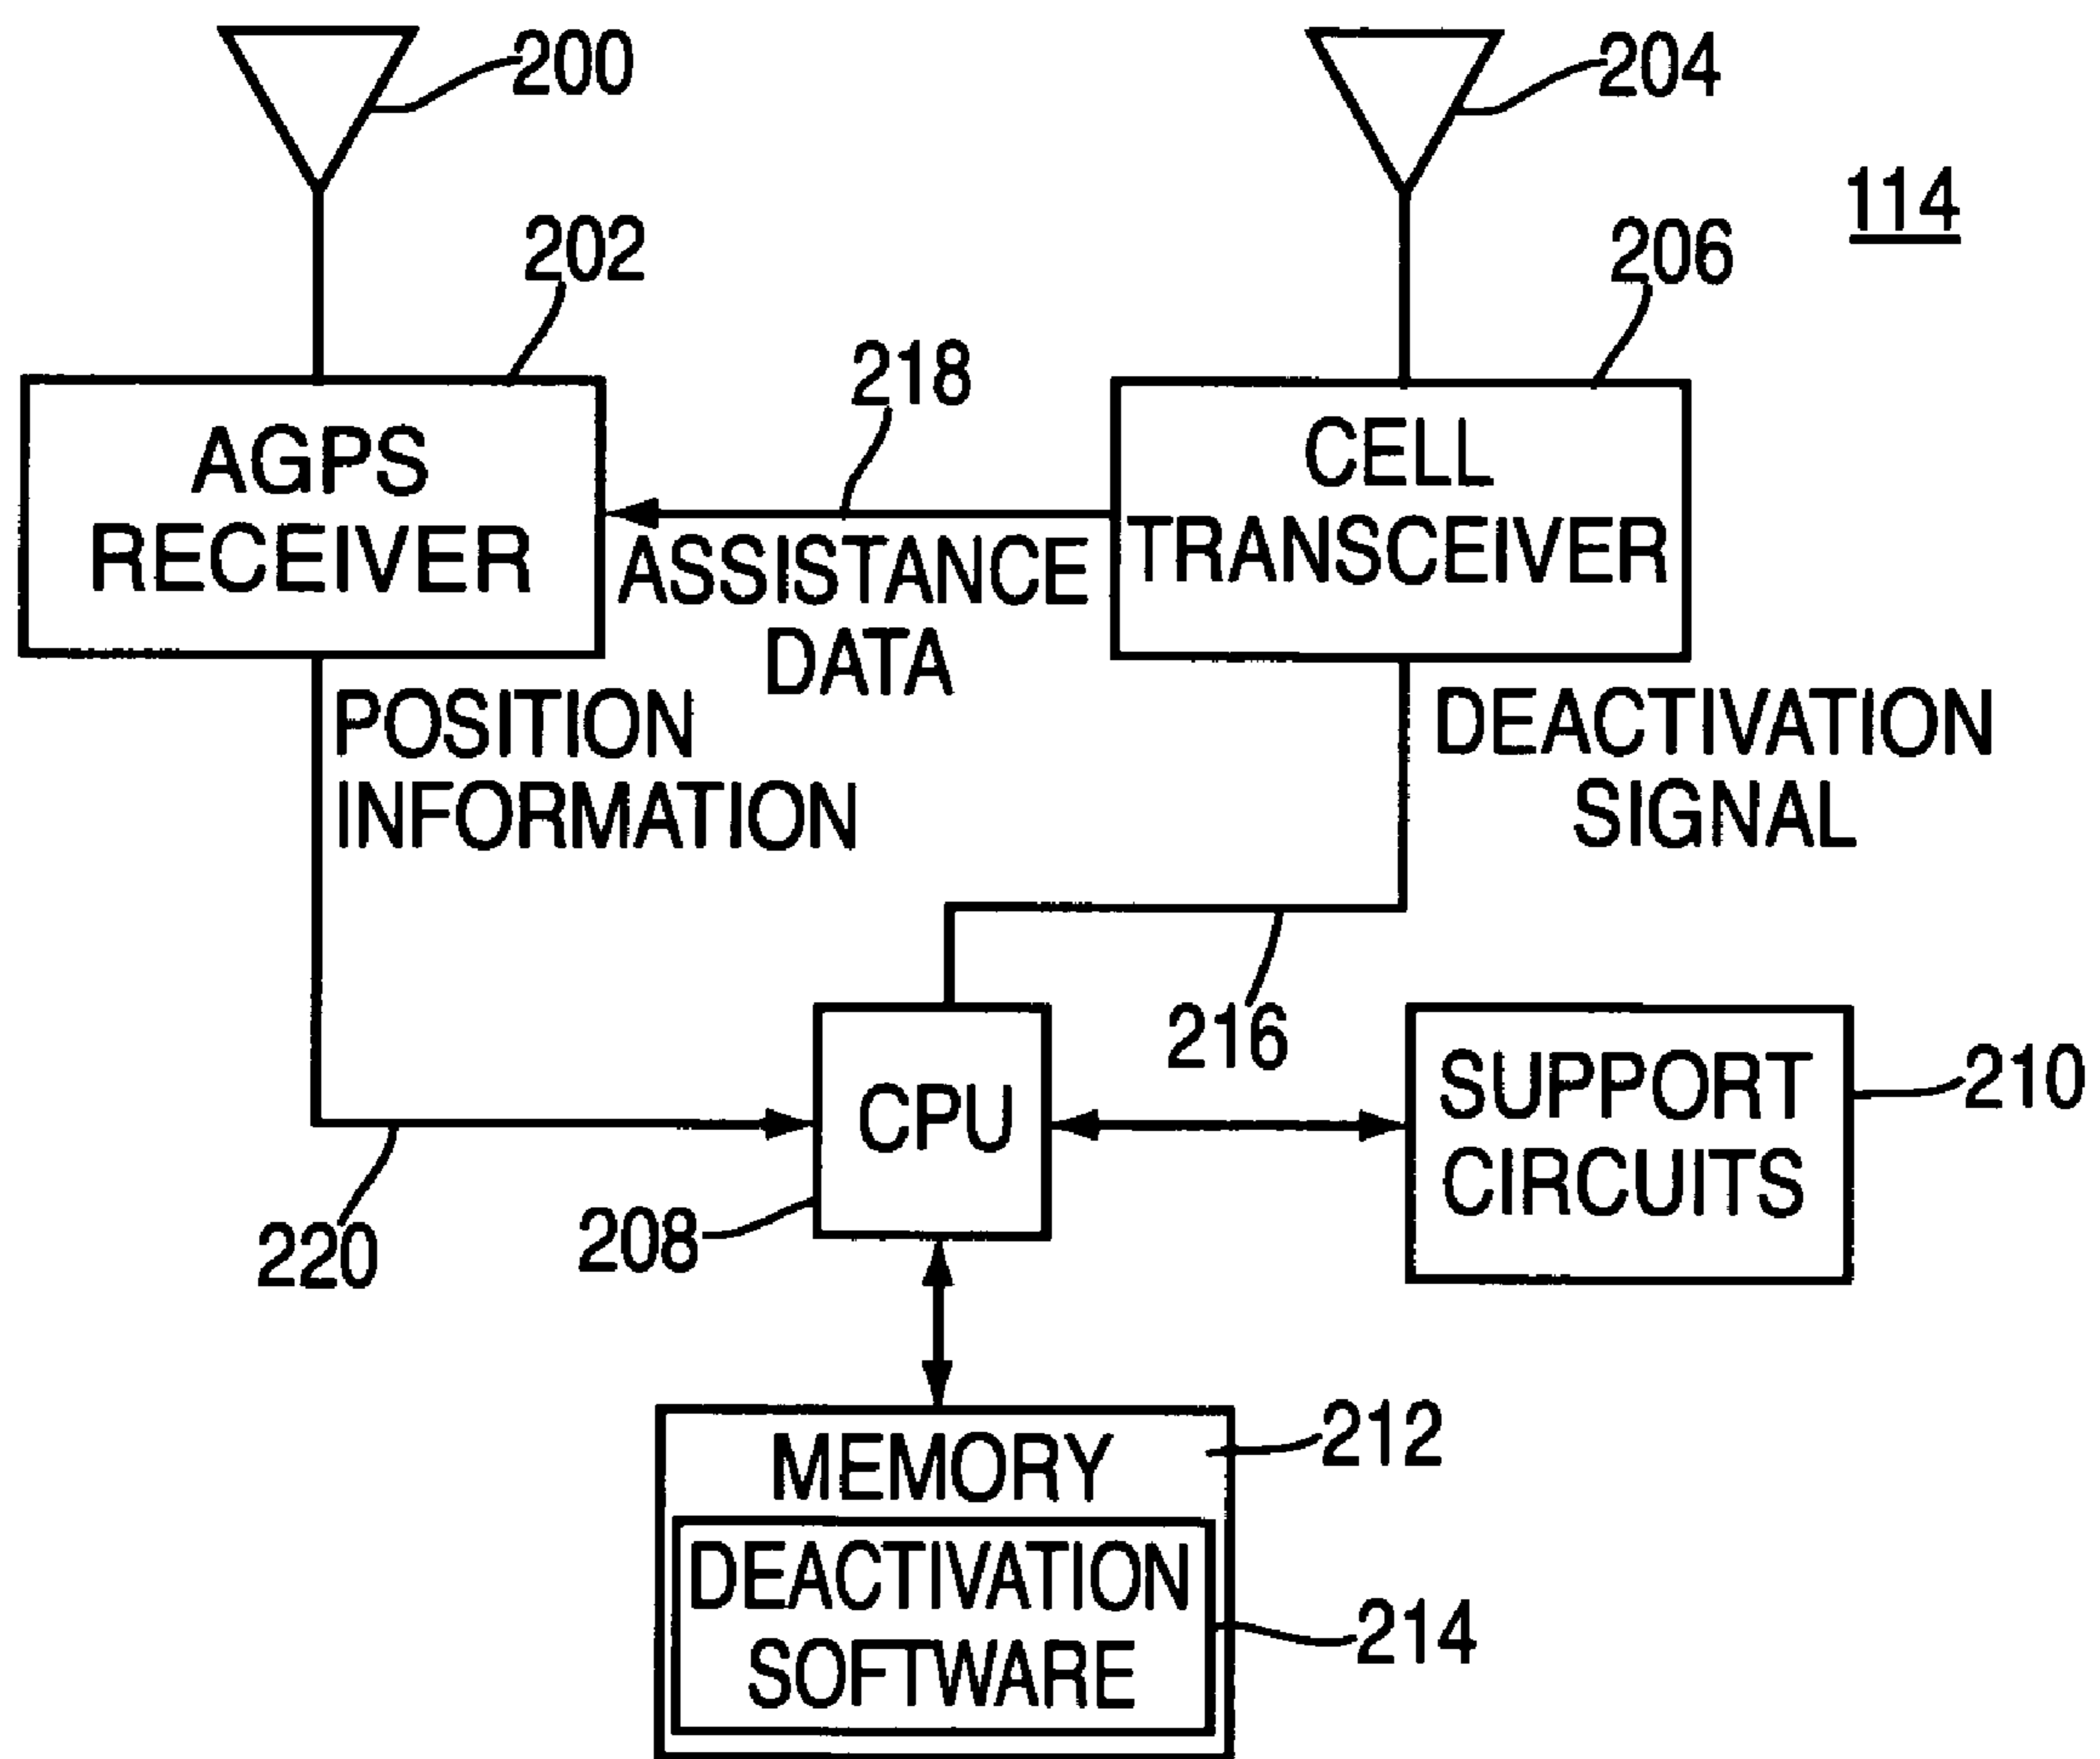 200
204
114
202
206
218
AGPS
RECEIVER
CELL
TRANSCEIVER
ASSISTANCE
DATA
POSITION
INFORMATION
DEACTIVATION
SIGNAL
216
CPU
SUPPORT
CIRCUITS
210
220
208
MEMORY
212
DEACTIVATION
SOFTWARE
214